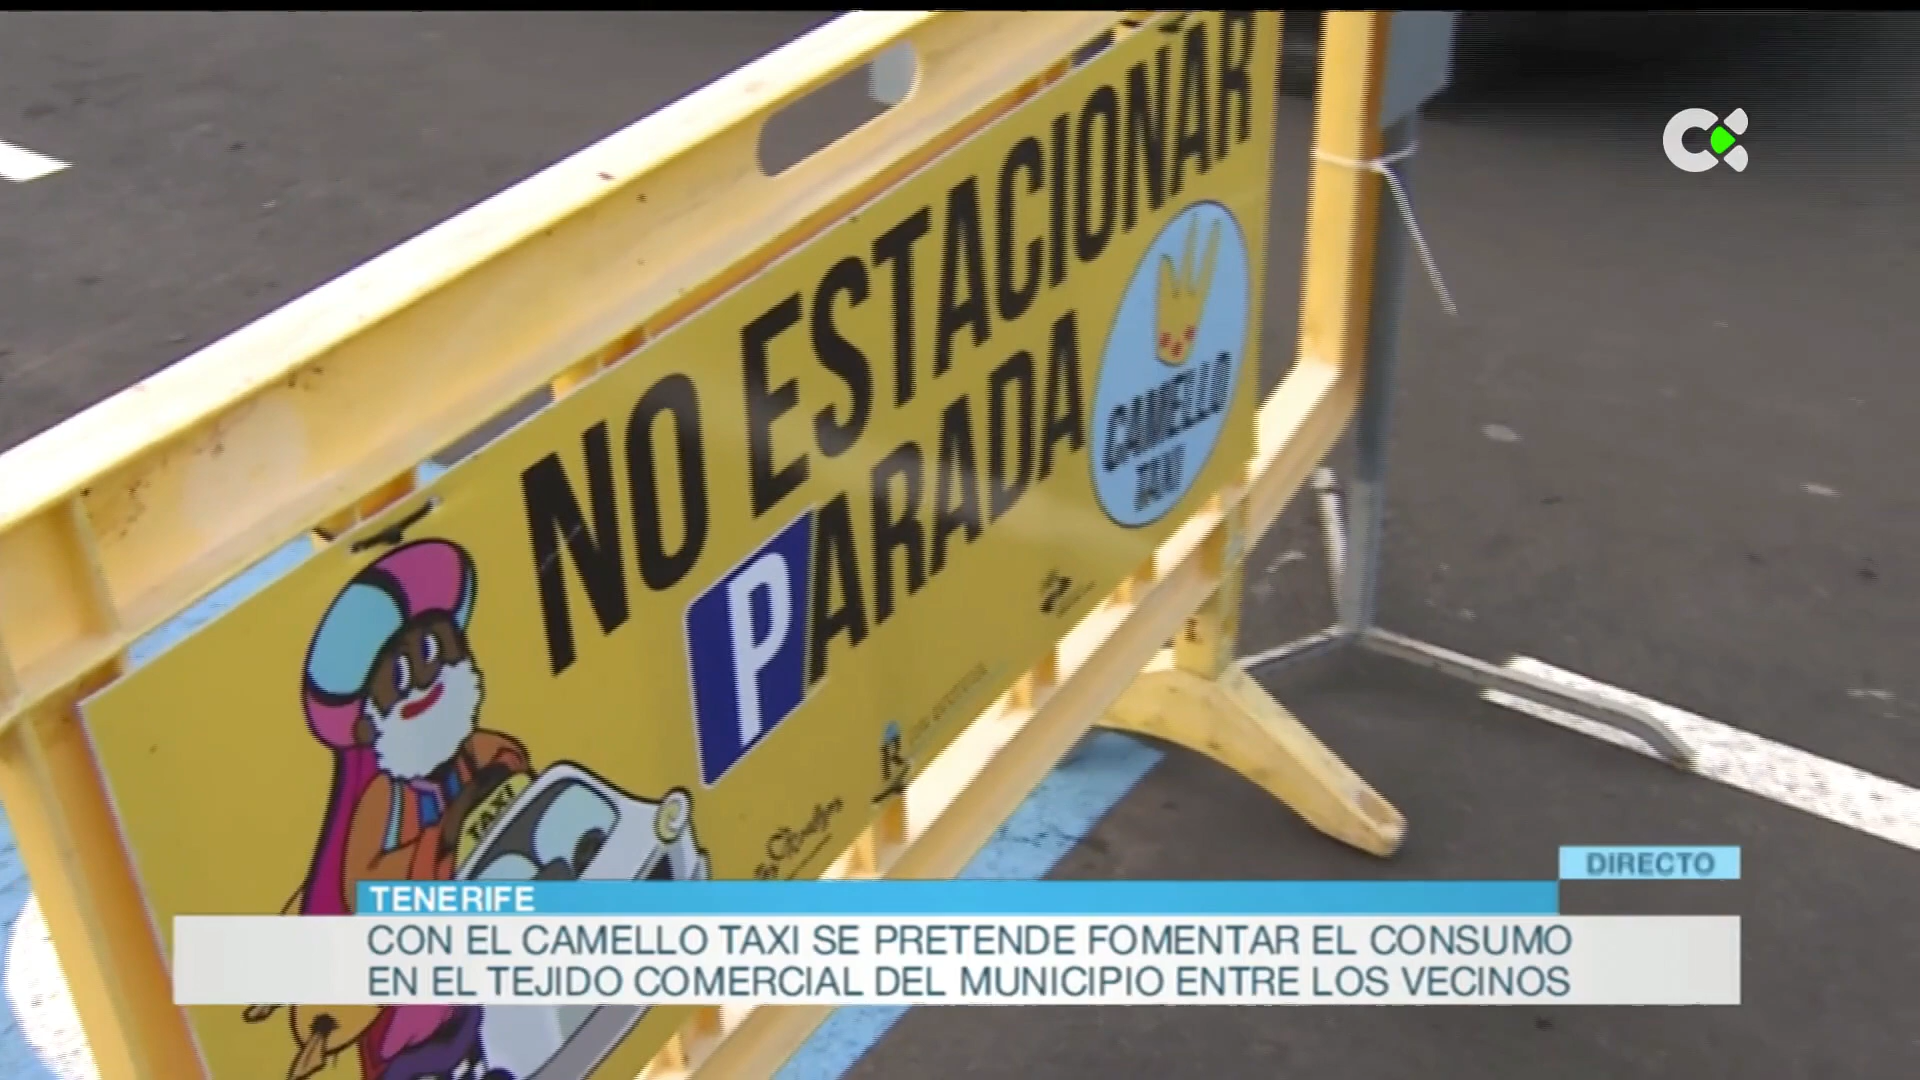 NO ESTACIONAR
PARADA
CAMELLO
TAXI
TAXI
DIRECTO
TENERIFE
CON EL CAMELLO TAXI SE PRETENDE FOMENTAR EL CONSUMO
EN EL TEJIDO COMERCIAL DEL MUNICIPIO ENTRE LOS VECINOS